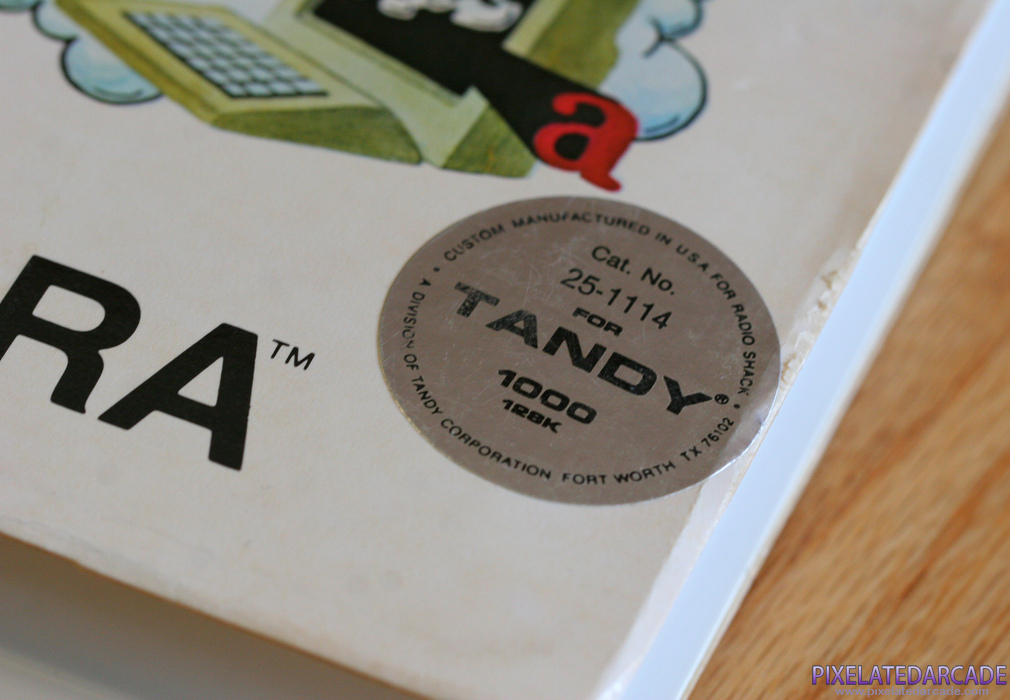 a
RA™
• CUSTOM MANUFACTURED IN USA FOR RADIO SHACK •
A DIVISION OF TANDY CORPORATION FORT WORTH TX 76102
Cat. No.
25-1114
FOR
TANDY®
1000
128K
PIXELATEDARCADE
www.pixelatedarcade.com